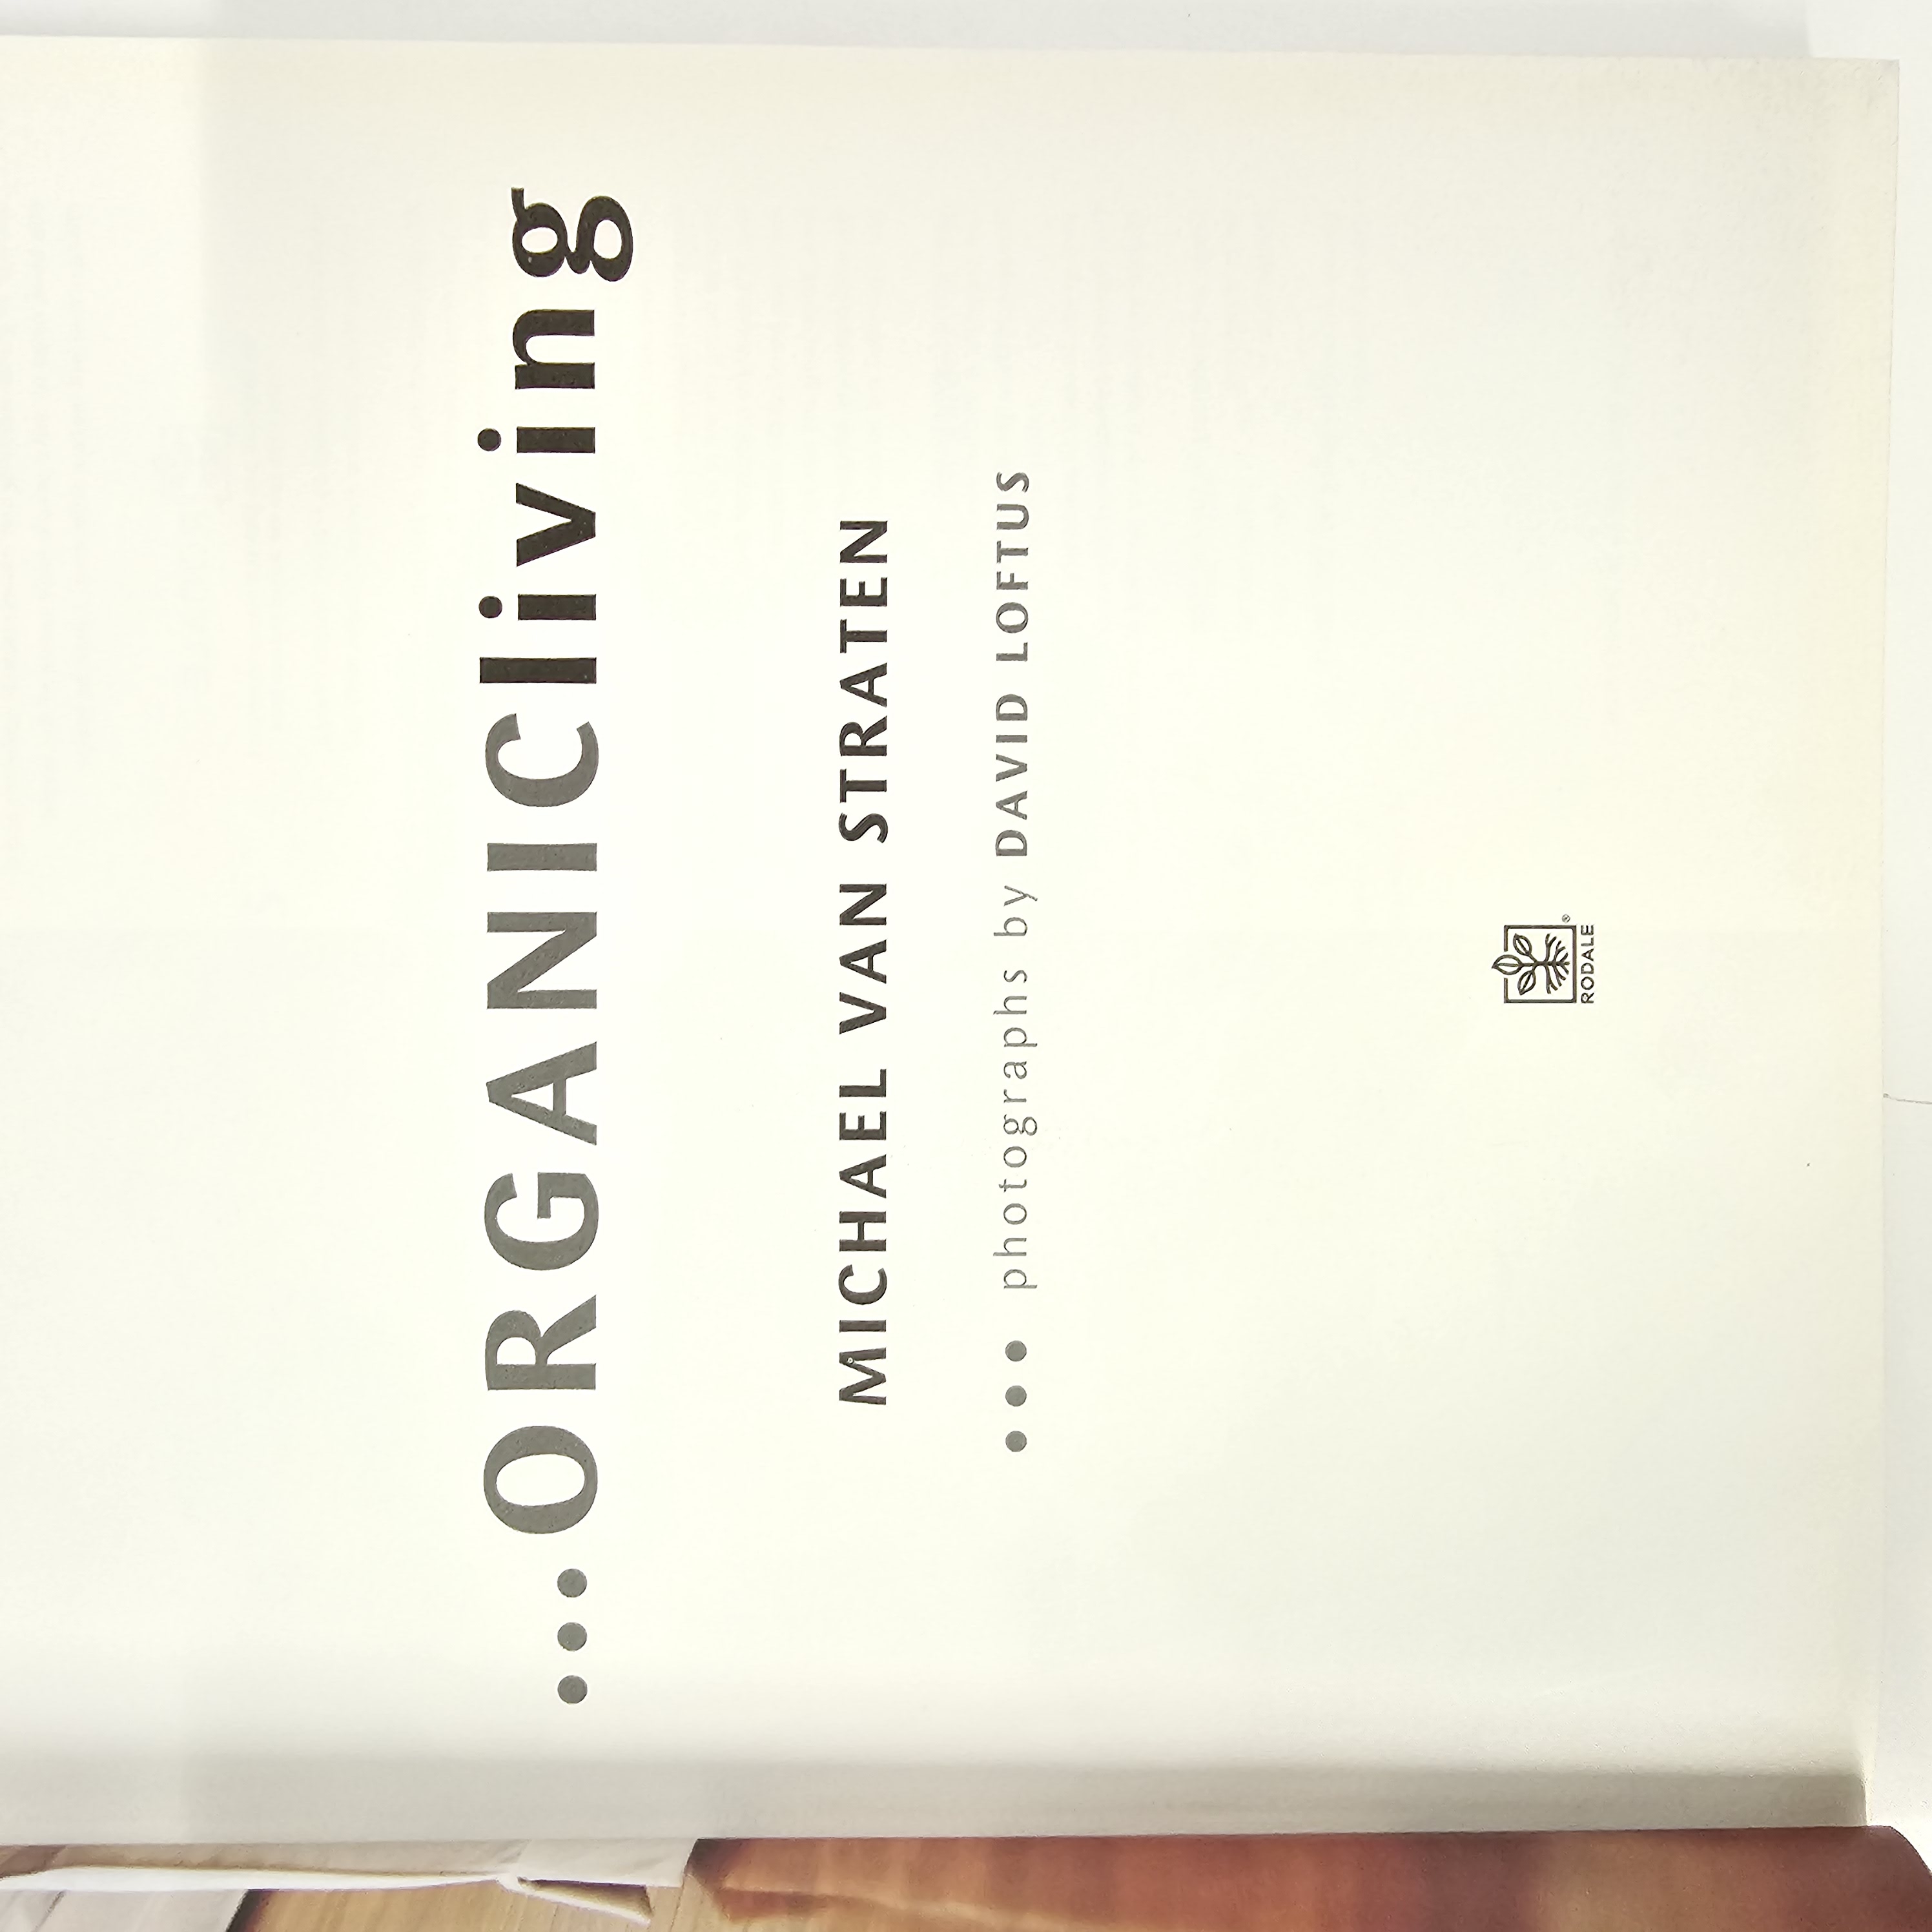 ...ORGANICliving
MICHAEL VAN STRATEN
••• photographs by DAVID LOFTUS
RODALE